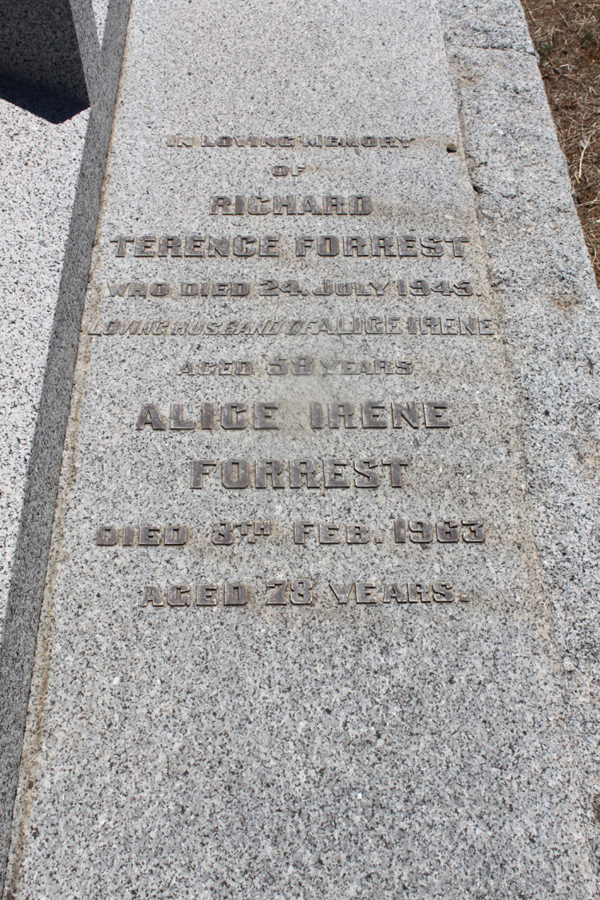 IN LOVING MEMORY
OF
RICHARD
TERENCE FORREST
WHO DIED 24. JULY 1945.
LOVING HUSBAND OF ALICE IRENE
AGED 58 YEARS
ALICE IRENE
FORREST
DIED 8TH FEB. 1963
AGED 78 YEARS.